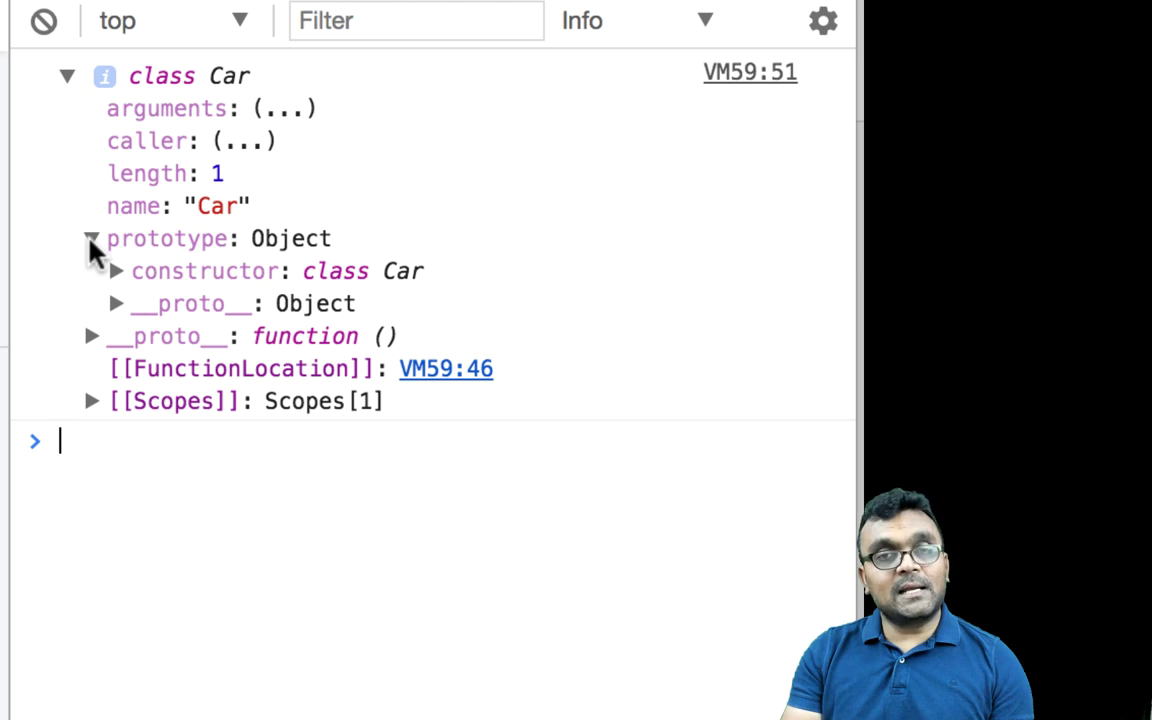 top Filter Info
class Car VM59:51
arguments: (...)
caller: (...)
length: 1
name: "Car"
prototype: Object
constructor: class Car
__proto__: Object
__proto__: function ()
[[FunctionLocation]]: VM59:46
[[Scopes]]: Scopes[1]